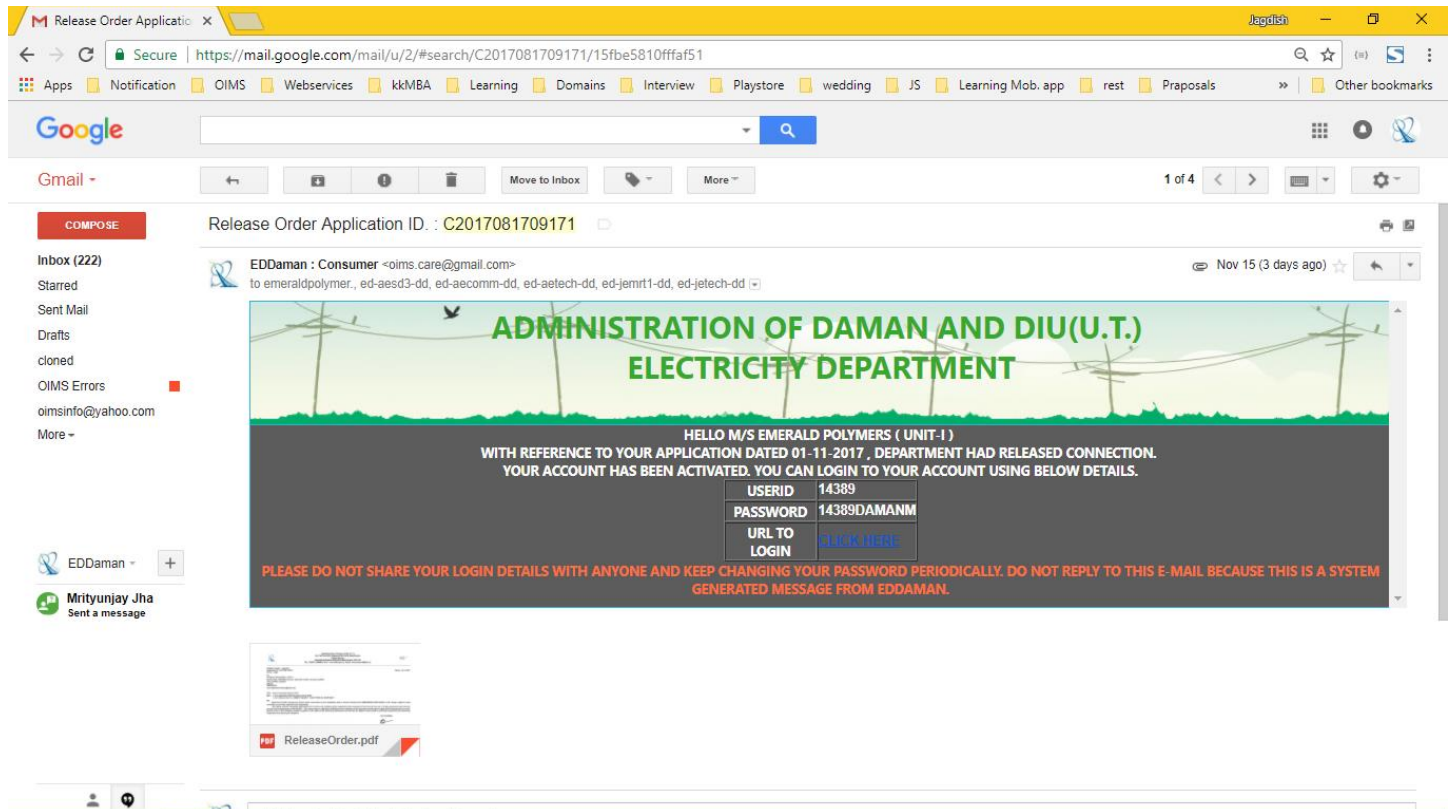 Release Order Applicatio
Jagdish
Secure https://mail.google.com/mail/u/2/#search/C2017081709171/15fbe5810fffaf51
Apps Notification OIMS Webservices kkMBA Learning Domains Interview Playstore wedding JS Learning Mob. app rest Praposals » Other bookmarks
Google
Gmail
Move to Inbox
More
1 of 4
COMPOSE
Release Order Application ID. : C2017081709171
Inbox (222)
Starred
Sent Mail
Drafts
cloned
OIMS Errors
oimsinfo@yahoo.com
More
EDDaman : Consumer <oims.care@gmail.com>
Nov 15 (3 days ago)
to emeraldpolymer., ed-aesd3-dd, ed-aecomm-dd, ed-aetech-dd, ed-jemrt1-dd, ed-jetech-dd
ADMINISTRATION OF DAMAN AND DIU(U.T.)
ELECTRICITY DEPARTMENT
HELLO M/S EMERALD POLYMERS ( UNIT-I )
WITH REFERENCE TO YOUR APPLICATION DATED 01-11-2017 , DEPARTMENT HAD RELEASED CONNECTION.
YOUR ACCOUNT HAS BEEN ACTIVATED. YOU CAN LOGIN TO YOUR ACCOUNT USING BELOW DETAILS.
USERID 14389
PASSWORD 14389DAMANM
URL TO
LOGIN
CLICK HERE
PLEASE DO NOT SHARE YOUR LOGIN DETAILS WITH ANYONE AND KEEP CHANGING YOUR PASSWORD PERIODICALLY. DO NOT REPLY TO THIS E-MAIL BECAUSE THIS IS A SYSTEM
GENERATED MESSAGE FROM EDDAMAN.
EDDaman
Mrityunjay Jha
Sent a message
PDF ReleaseOrder.pdf